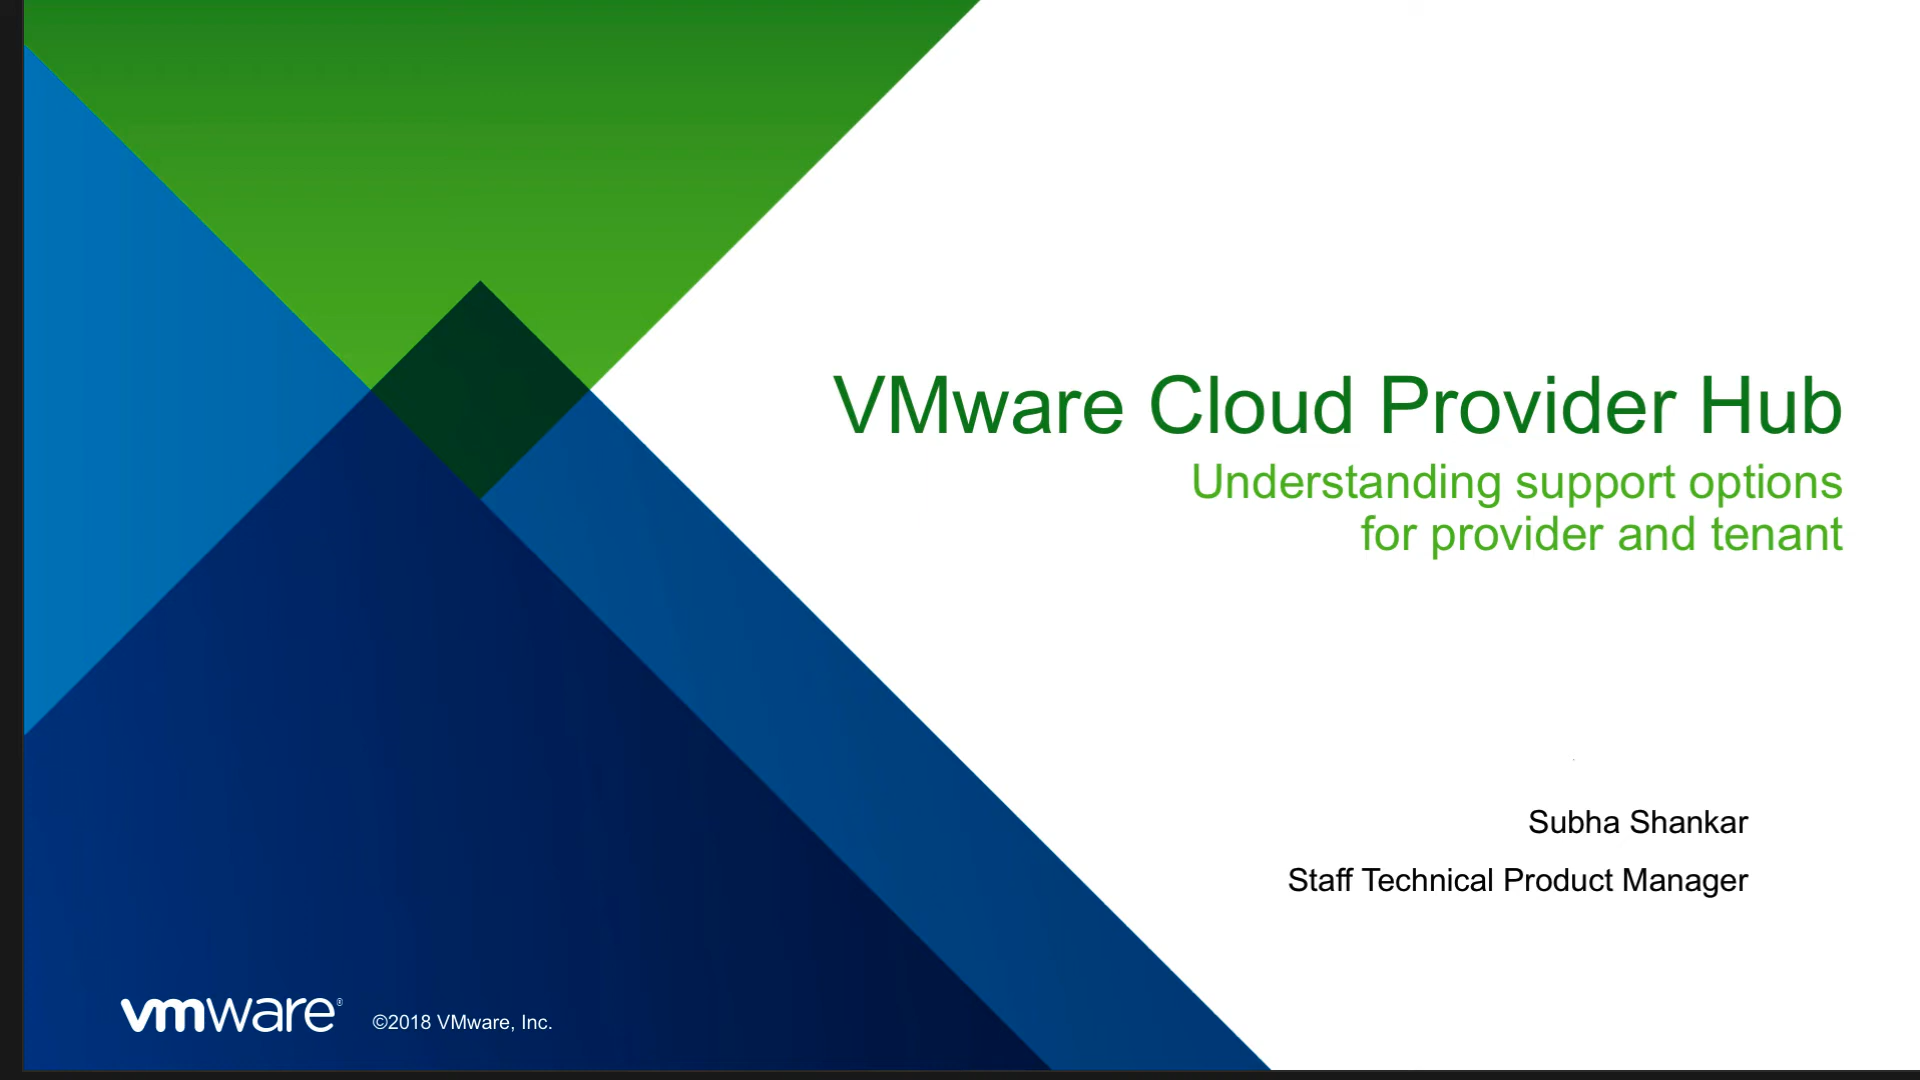 VMware Cloud Provider Hub
Understanding support options
for provider and tenant
Subha Shankar
Staff Technical Product Manager
vmware®
©2018 VMware, Inc.